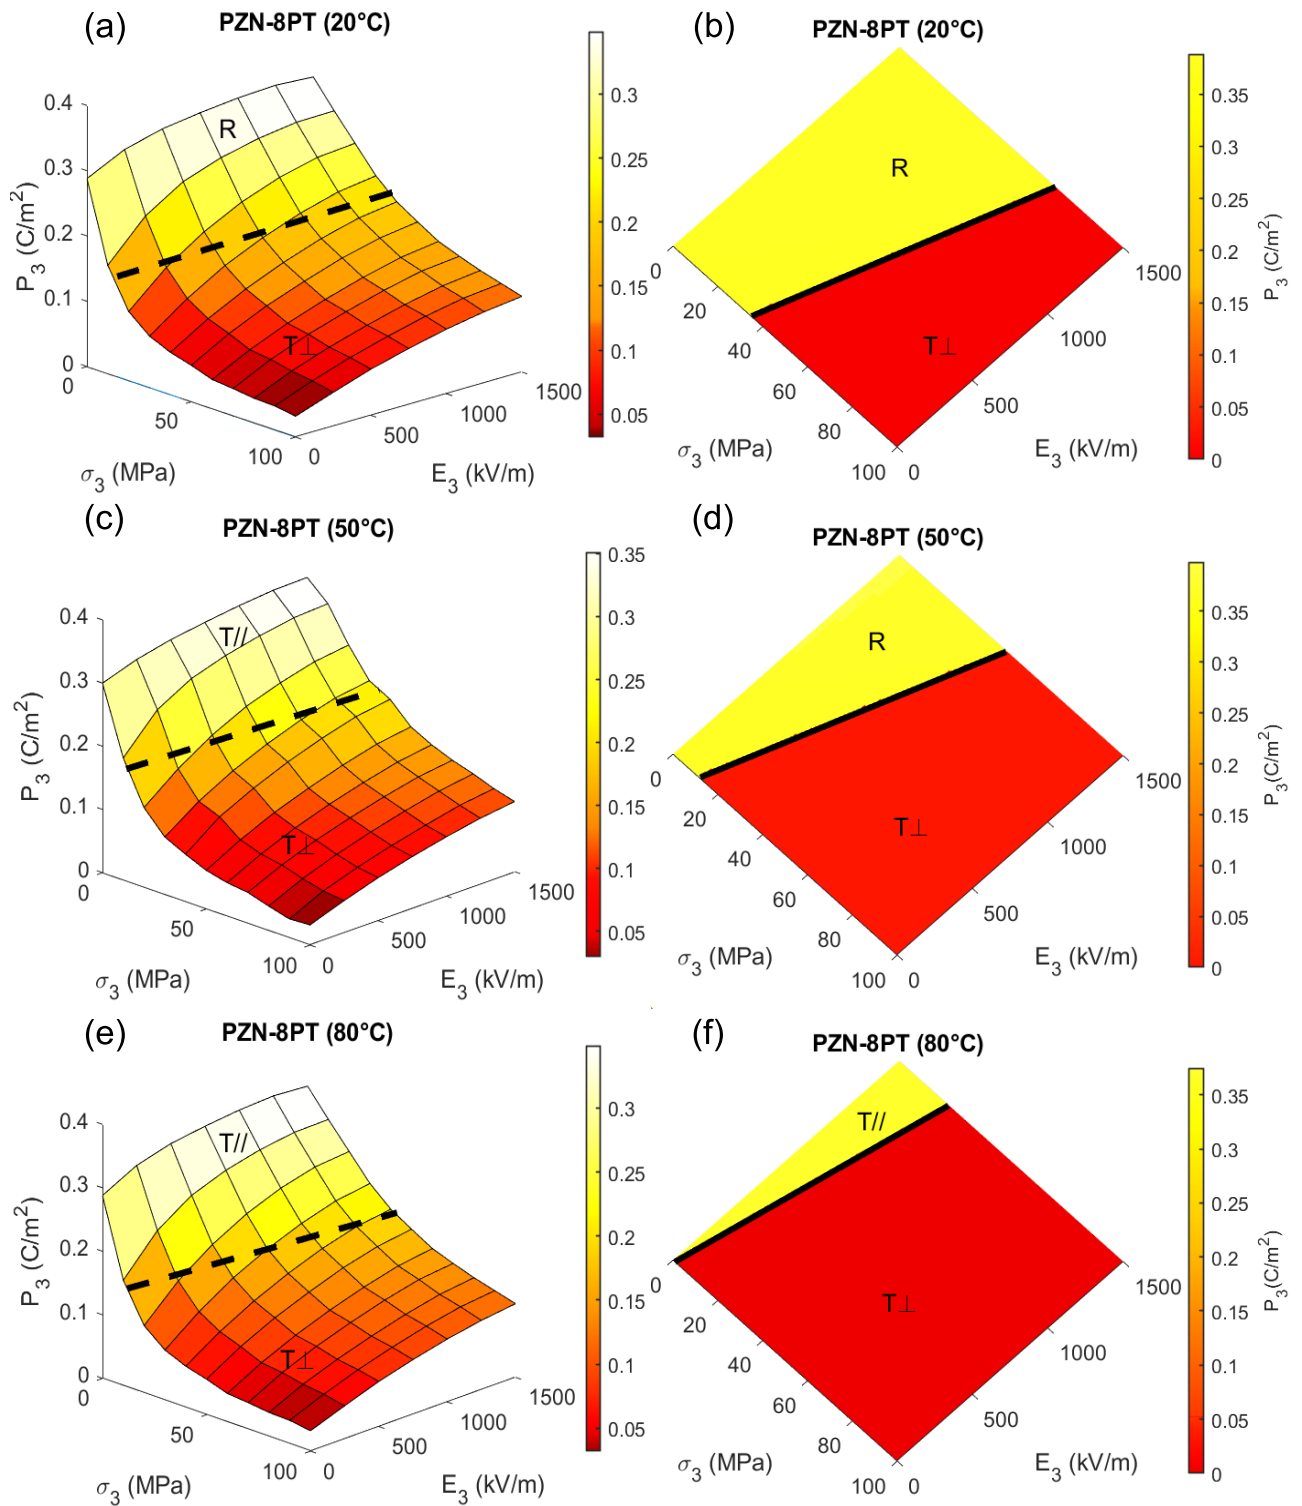 (a)
PZN-8PT (20°C)
R
T⊥
0.4
0.3
0.2
0.1
0
P3 (C/m2)
0
50
100
σ3 (MPa)
0
500
1000
1500
E3 (kV/m)
0.3
0.25
0.2
0.15
0.1
0.05
(b)
PZN-8PT (20°C)
R
T⊥
0
20
40
60
80
100
σ3 (MPa)
0
500
1000
1500
E3 (kV/m)
0.35
0.3
0.25
0.2
0.15
0.1
0.05
0
P3 (C/m2)
(c)
PZN-8PT (50°C)
T//
T⊥
0.4
0.3
0.2
0.1
0
P3 (C/m2)
0
50
100
σ3 (MPa)
0
500
1000
1500
E3 (kV/m)
0.35
0.3
0.25
0.2
0.15
0.1
0.05
(d)
PZN-8PT (50°C)
R
T⊥
0
20
40
60
80
100
σ3 (MPa)
0
500
1000
1500
E3 (kV/m)
0.35
0.3
0.25
0.2
0.15
0.1
0.05
0
P3(C/m2)
(e)
PZN-8PT (80°C)
T//
T⊥
0.4
0.3
0.2
0.1
0
P3 (C/m2)
0
50
100
σ3 (MPa)
0
500
1000
1500
E3 (kV/m)
0.3
0.25
0.2
0.15
0.1
0.05
(f)
PZN-8PT (80°C)
T//
T⊥
0
20
40
60
80
100
σ3 (MPa)
0
500
1000
1500
E3 (kV/m)
0.35
0.3
0.25
0.2
0.15
0.1
0.05
0
P3(C/m2)